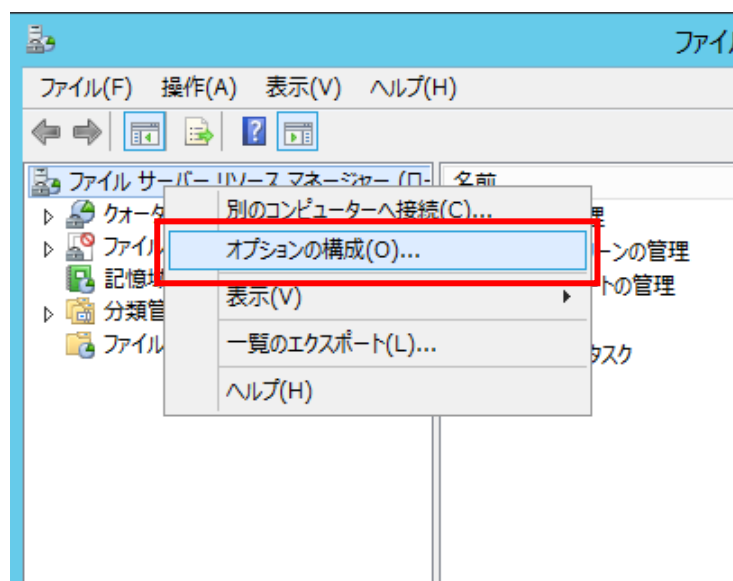 ファイル
ファイル(F) 操作(A) 表示(V) ヘルプ(H)
ファイル サーバー リソース マネージャー (ロ-
名前
クォータ
ファイル
記憶域
分類管
ファイル
別のコンピューターへ接続(C)...
オプションの構成(O)...
表示(V)
一覧のエクスポート(L)...
ヘルプ(H)
理
ーンの管理
トの管理
タスク